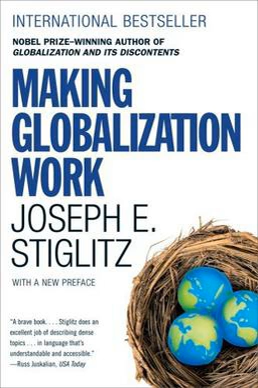 INTERNATIONAL BESTSELLER
NOBEL PRIZE–WINNING AUTHOR OF
GLOBALIZATION AND ITS DISCONTENTS
MAKING
GLOBALIZATION
WORK
JOSEPH E.
STIGLITZ
WITH A NEW PREFACE
"A brave book. . . . Stiglitz does an
excellent job of describing dense
topics . . . in language that's
understandable and accessible."
—Russ Juskalian, USA Today